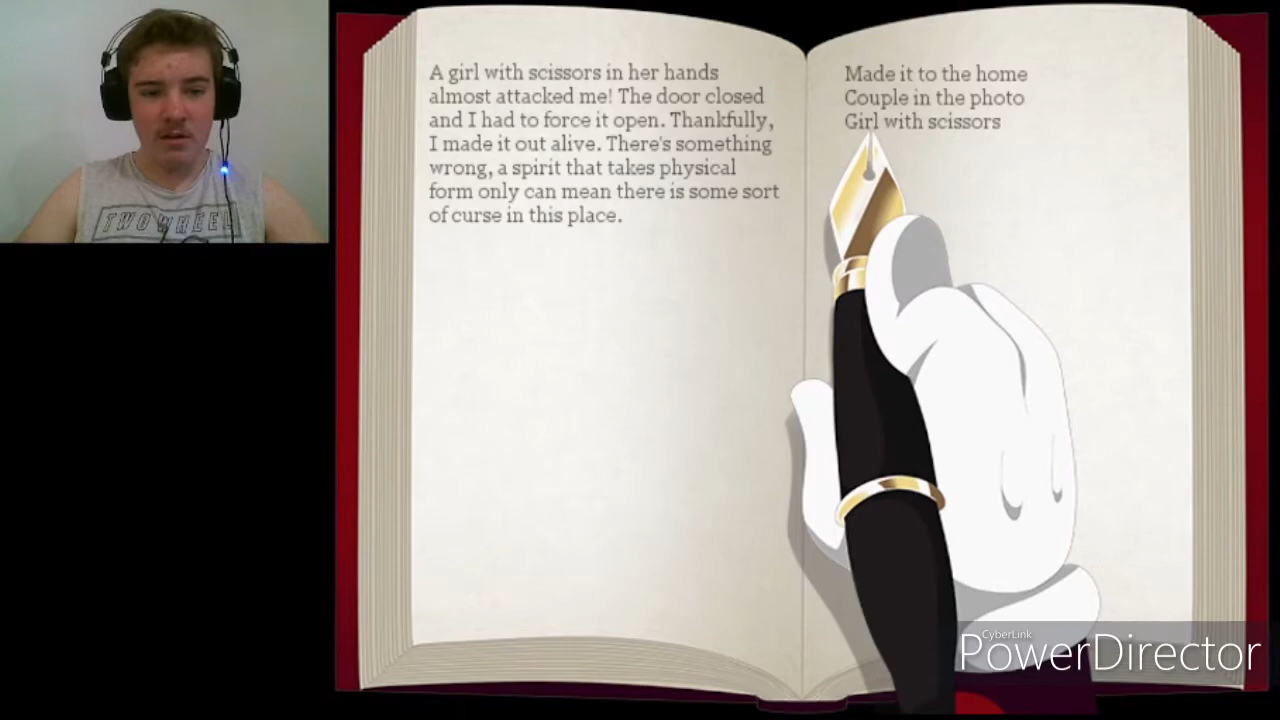 TWOWHEEL
A girl with scissors in her hands
almost attacked me! The door closed
and I had to force it open. Thankfully,
I made it out alive. There's something
wrong, a spirit that takes physical
form only can mean there is some sort
of curse in this place.
Made it to the home
Couple in the photo
Girl with scissors
CyberLink
PowerDirector